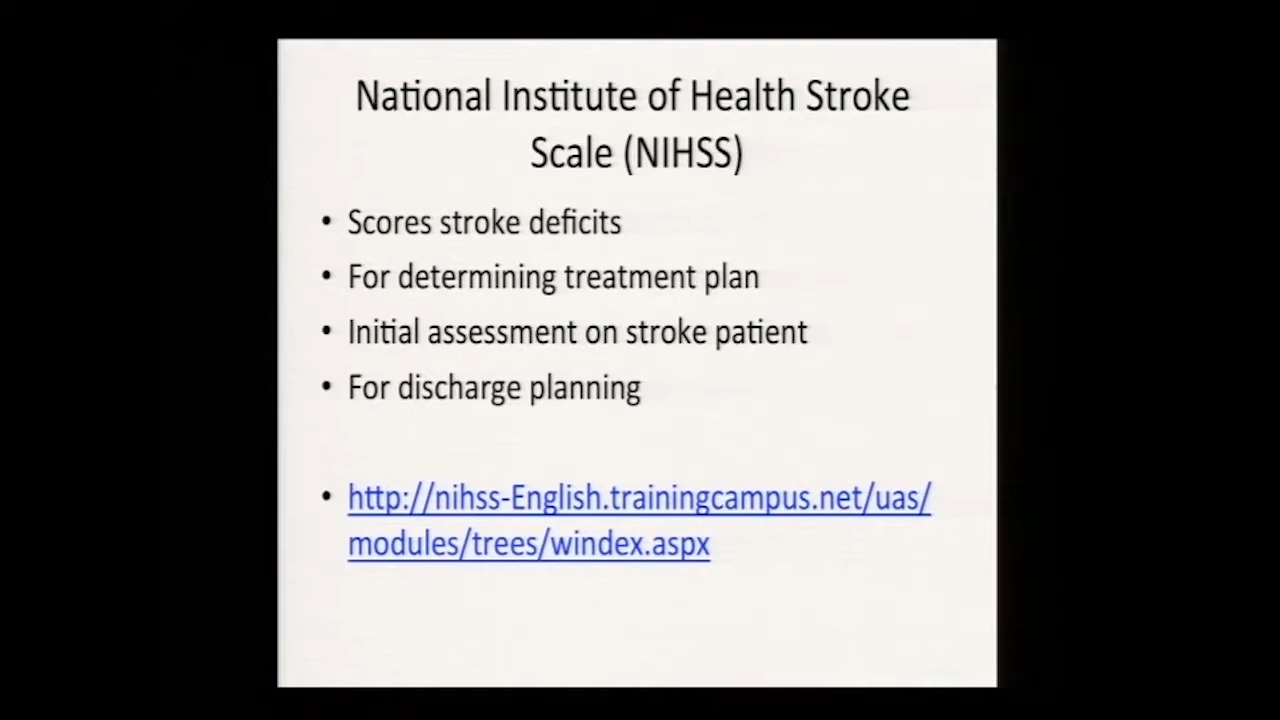 National Institute of Health Stroke
Scale (NIHSS)
• Scores stroke deficits
• For determining treatment plan
• Initial assessment on stroke patient
• For discharge planning
• http://nihss-English.trainingcampus.net/uas/
modules/trees/windex.aspx